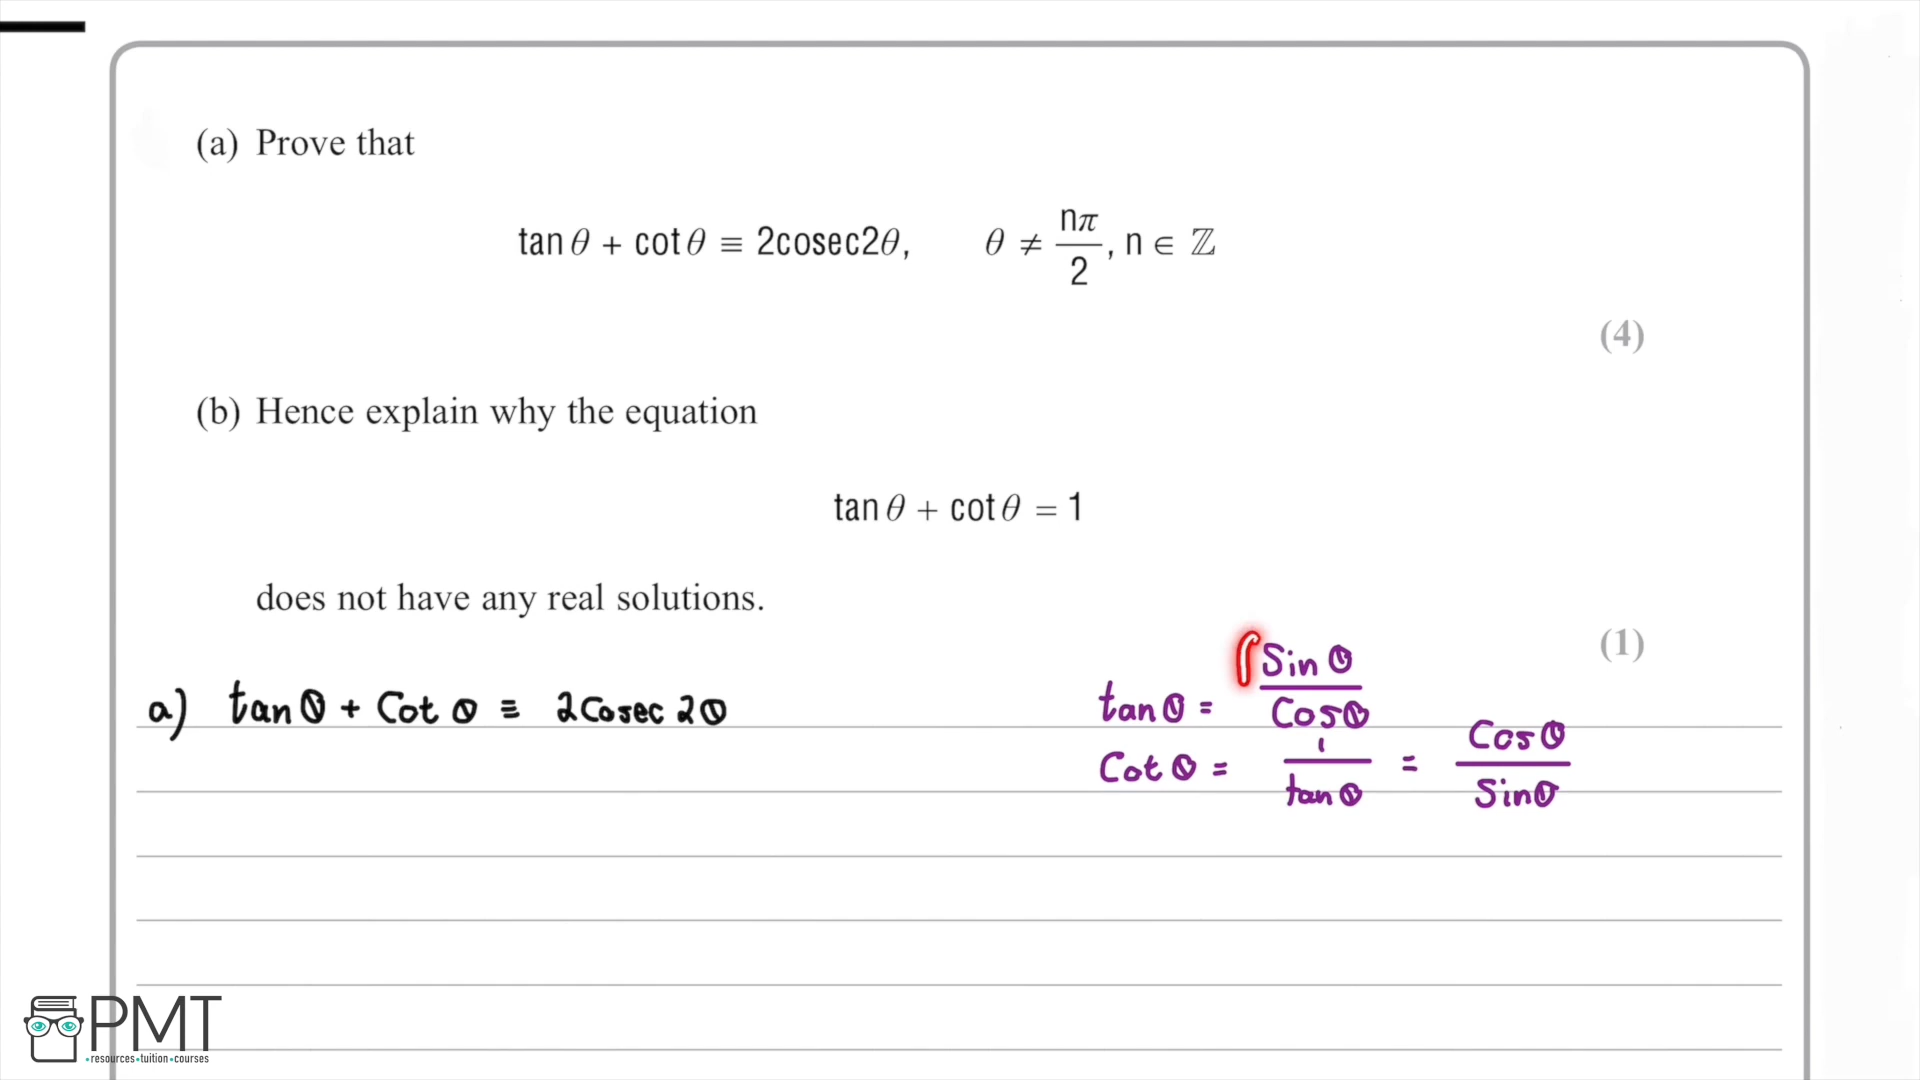 (a) Prove that
tan θ + cot θ ≡ 2cosec2θ, θ ≠ nπ/2, n ∈ ℤ
(4)
(b) Hence explain why the equation
tan θ + cot θ = 1
does not have any real solutions.
(1)
a) tan θ + Cot θ ≡ 2Cosec 2θ
tan θ = Sin θ/Cos θ
Cot θ = 1/tan θ = Cos θ/Sin θ
PMT
•resources•tuition•courses